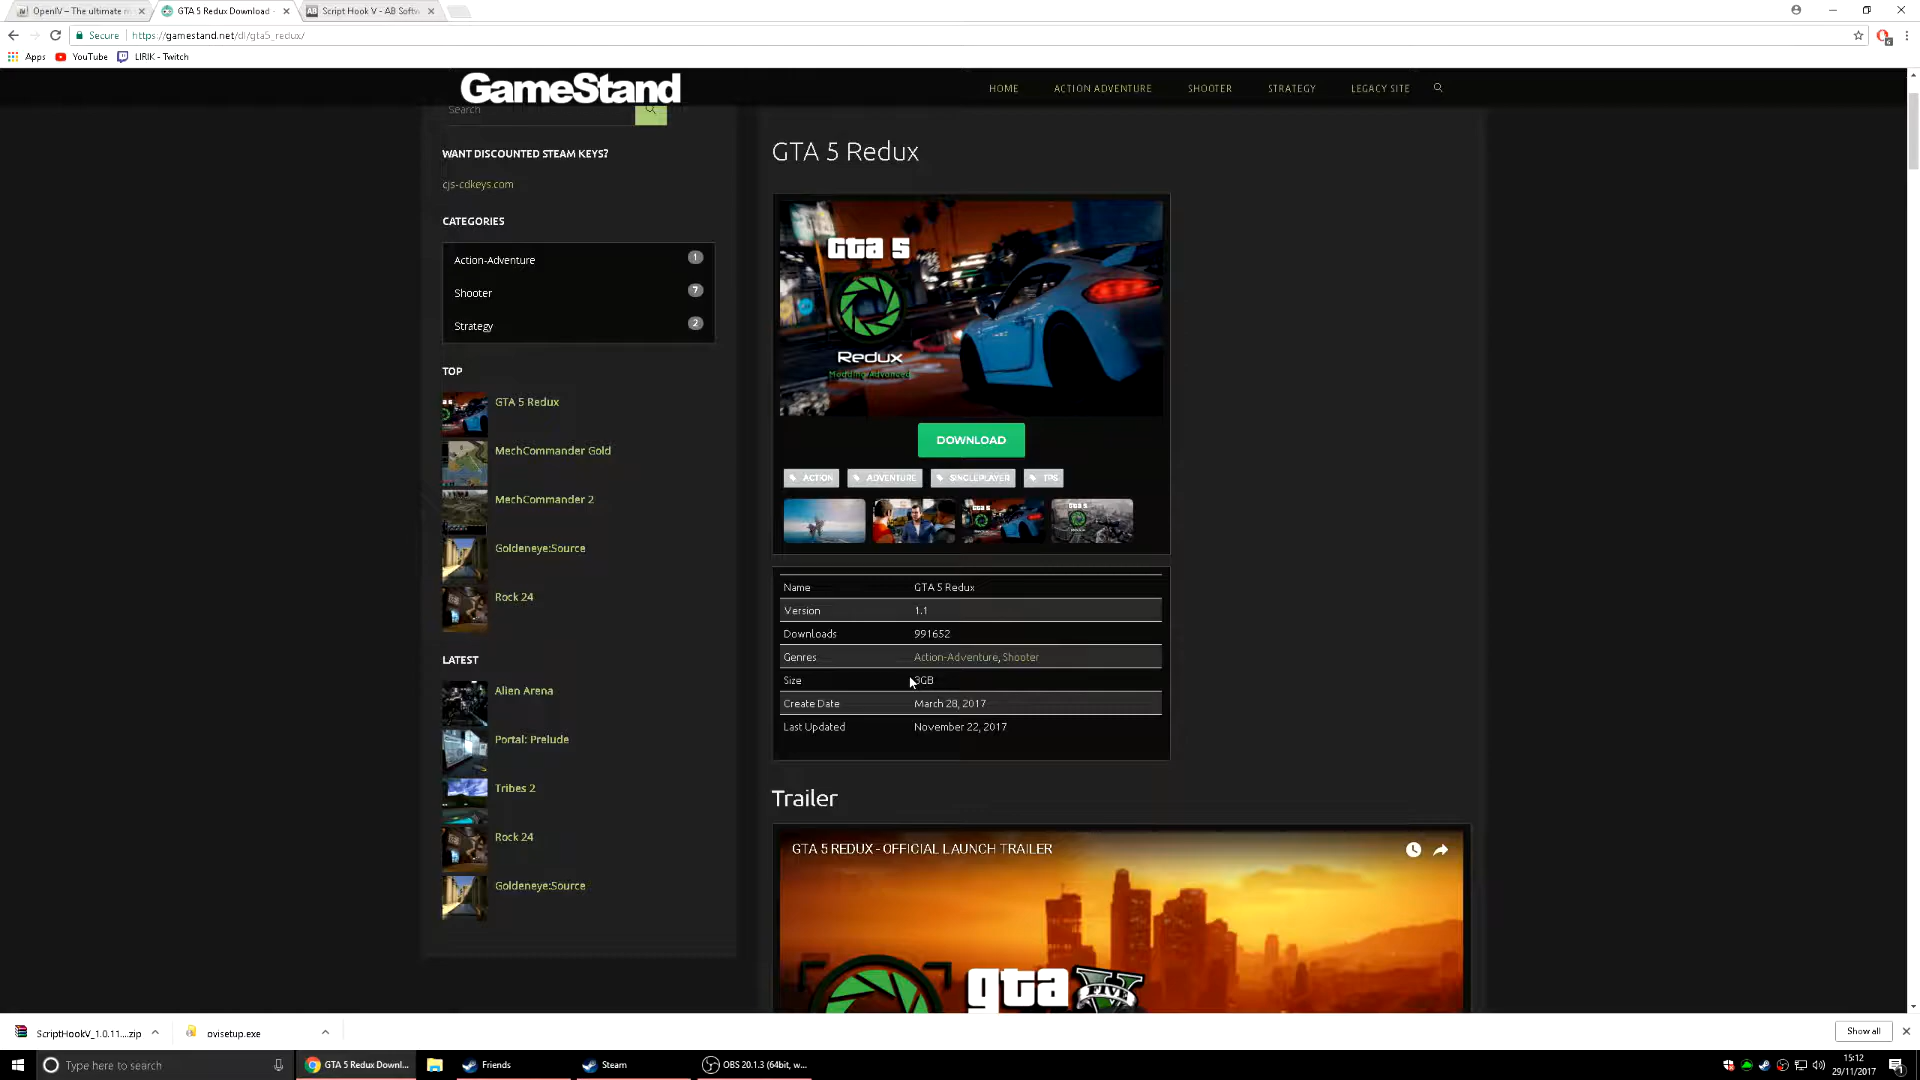 OpenIV – The ultimate m
GTA 5 Redux Download
Script Hook V - AB Softw
Secure
https://gamestand.net/dl/gta5_redux/
Apps
YouTube
LIRIK - Twitch
GameStand
HOME
ACTION ADVENTURE
SHOOTER
STRATEGY
LEGACY SITE
Search
WANT DISCOUNTED STEAM KEYS?
cjs-cdkeys.com
CATEGORIES
Action-Adventure 1
Shooter 7
Strategy 2
TOP
GTA 5 Redux
MechCommander Gold
MechCommander 2
Goldeneye:Source
Rock 24
LATEST
Alien Arena
Portal: Prelude
Tribes 2
Rock 24
Goldeneye:Source
GTA 5 Redux
GTA 5
Redux
Modding Advanced
DOWNLOAD
ACTION
ADVENTURE
SINGLEPLAYER
TPS
Name GTA 5 Redux
Version 1.1
Downloads 991652
Genres Action-Adventure, Shooter
Size 3GB
Create Date March 28, 2017
Last Updated November 22, 2017
Trailer
GTA 5 REDUX - OFFICIAL LAUNCH TRAILER
gta V
FIVE
ScriptHookV_1.0.11....zip
ovisetup.exe
Show all
Type here to search
GTA 5 Redux Downl...
Friends
Steam
OBS 20.1.3 (64bit, w...
15:12
29/11/2017